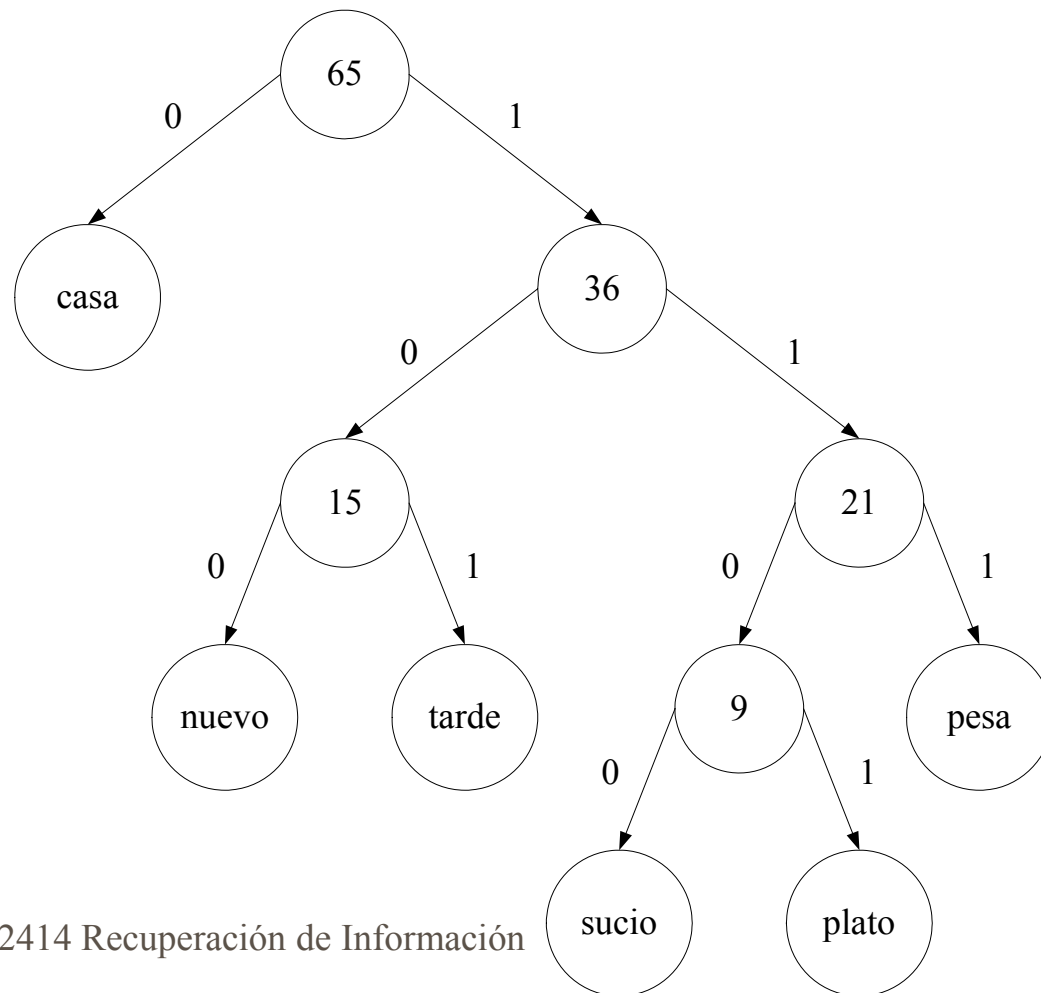 65
0 1
casa
36
0 1
15
21
0 1 0 1
nuevo tarde
9
pesa
0 1
sucio plato
2414 Recuperación de Información